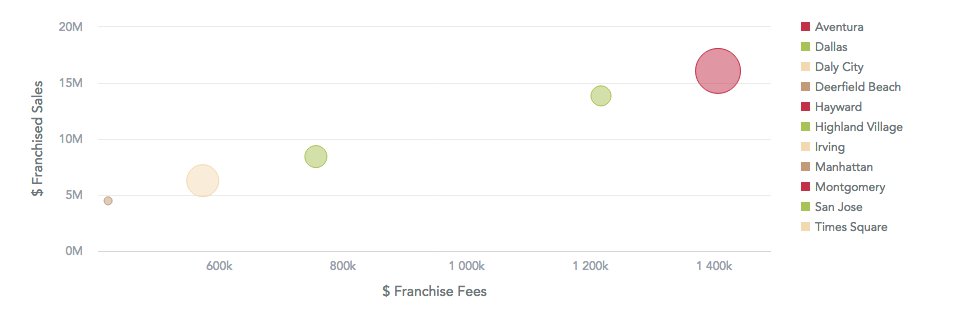 20M
15M
10M
5M
0M
$ Franchised Sales
600k
800k
1 000k
1 200k
1 400k
$ Franchise Fees
Aventura
Dallas
Daly City
Deerfield Beach
Hayward
Highland Village
Irving
Manhattan
Montgomery
San Jose
Times Square